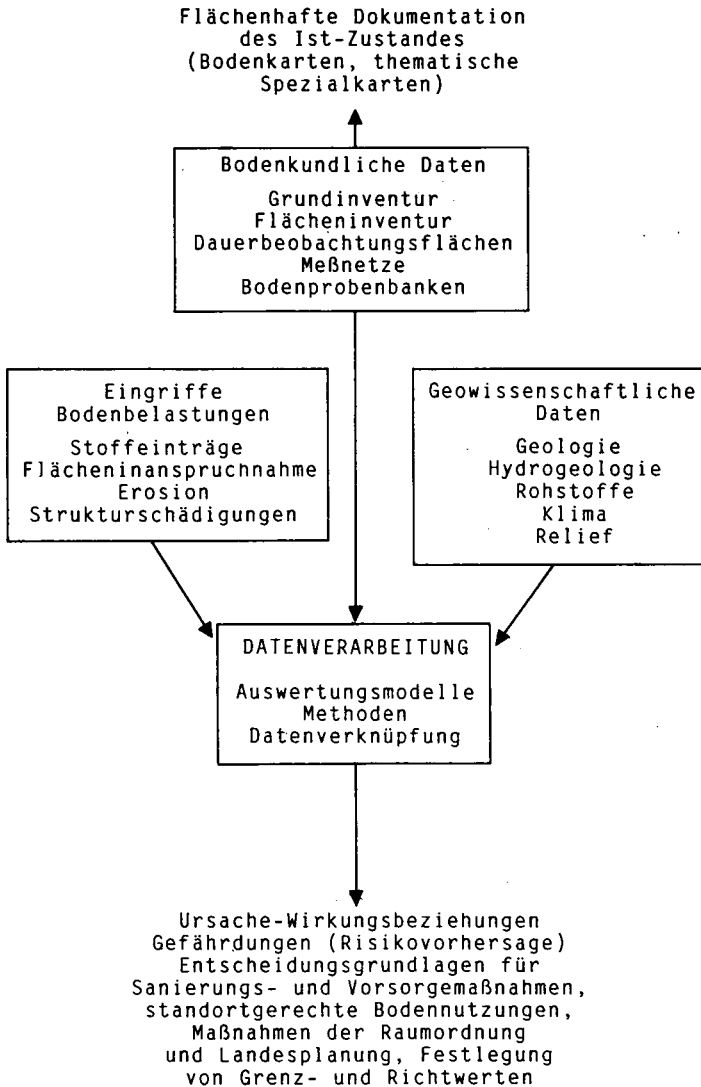 Flächenhafte Dokumentation
des Ist-Zustandes
(Bodenkarten, thematische
Spezialkarten)
Bodenkundliche Daten
Grundinventur
Flächeninventur
Dauerbeobachtungsflächen
Meßnetze
Bodenprobenbanken
Eingriffe
Bodenbelastungen
Stoffeinträge
Flächeninanspruchnahme
Erosion
Strukturschädigungen
Geowissenschaftliche
Daten
Geologie
Hydrogeologie
Rohstoffe
Klima
Relief
DATENVERARBEITUNG
Auswertungsmodelle
Methoden
Datenverknüpfung
Ursache-Wirkungsbeziehungen
Gefährdungen (Risikovorhersage)
Entscheidungsgrundlagen für
Sanierungs- und Vorsorgemaßnahmen,
standortgerechte Bodennutzungen,
Maßnahmen der Raumordnung
und Landesplanung, Festlegung
von Grenz- und Richtwerten